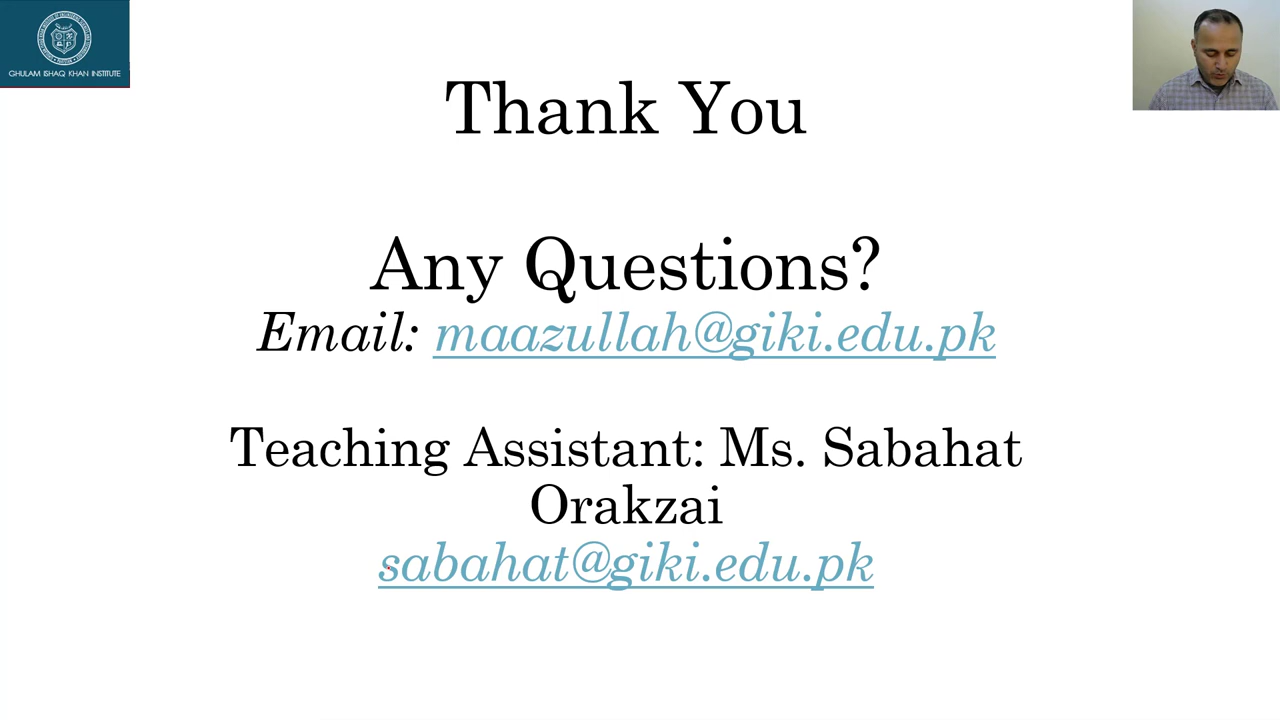 GHULAM ISHAQ KHAN INSTITUTE
Thank You
Any Questions?
Email: maazullah@giki.edu.pk
Teaching Assistant: Ms. Sabahat
Orakzai
sabahat@giki.edu.pk